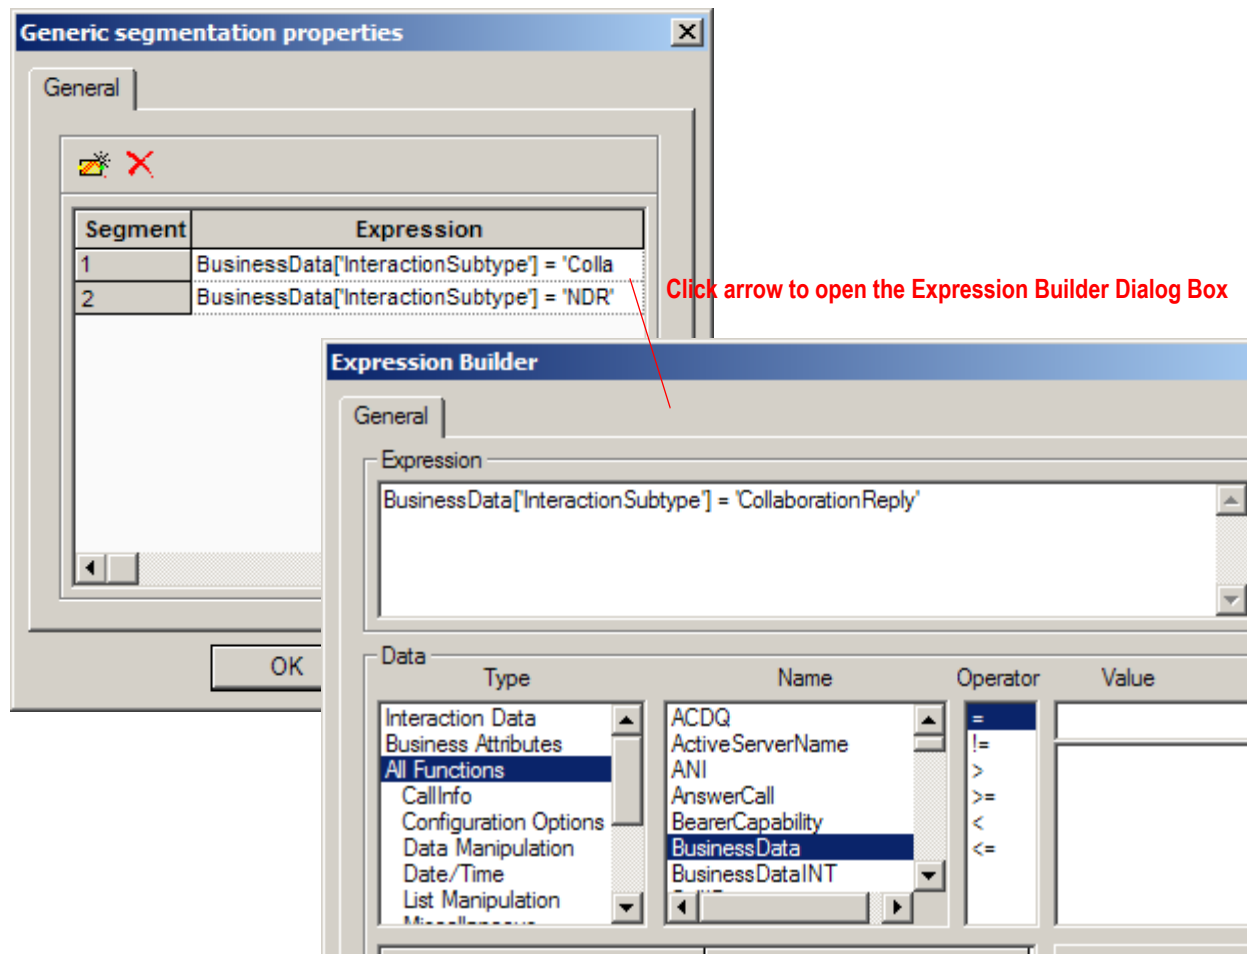 Generic segmentation properties
General
Segment Expression
1 BusinessData['InteractionSubtype'] = 'Colla
2 BusinessData['InteractionSubtype'] = 'NDR'
Click arrow to open the Expression Builder Dialog Box
OK
Expression Builder
General
Expression
BusinessData['InteractionSubtype'] = 'CollaborationReply'
Data
Type Name Operator Value
Interaction Data ACDQ =
Business Attributes ActiveServerName !=
All Functions ANI >
CallInfo AnswerCall >=
Configuration Options BearerCapability <
Data Manipulation BusinessData <=
Date/Time BusinessDataINT
List Manipulation